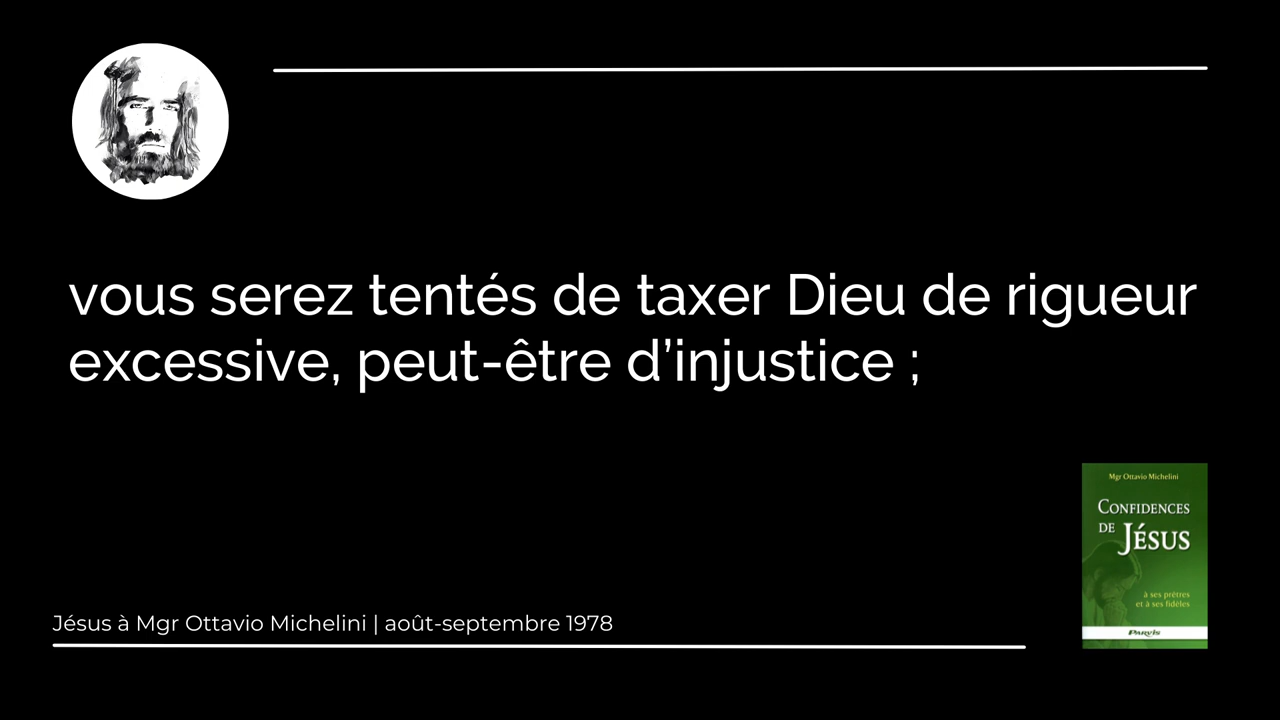 vous serez tentés de taxer Dieu de rigueur
excessive, peut-être d’injustice ;
Mgr Ottavio Michelini
CONFIDENCES
DE JÉSUS
à ses prêtres
et à ses fidèles
PARVIS
Jésus à Mgr Ottavio Michelini | août-septembre 1978